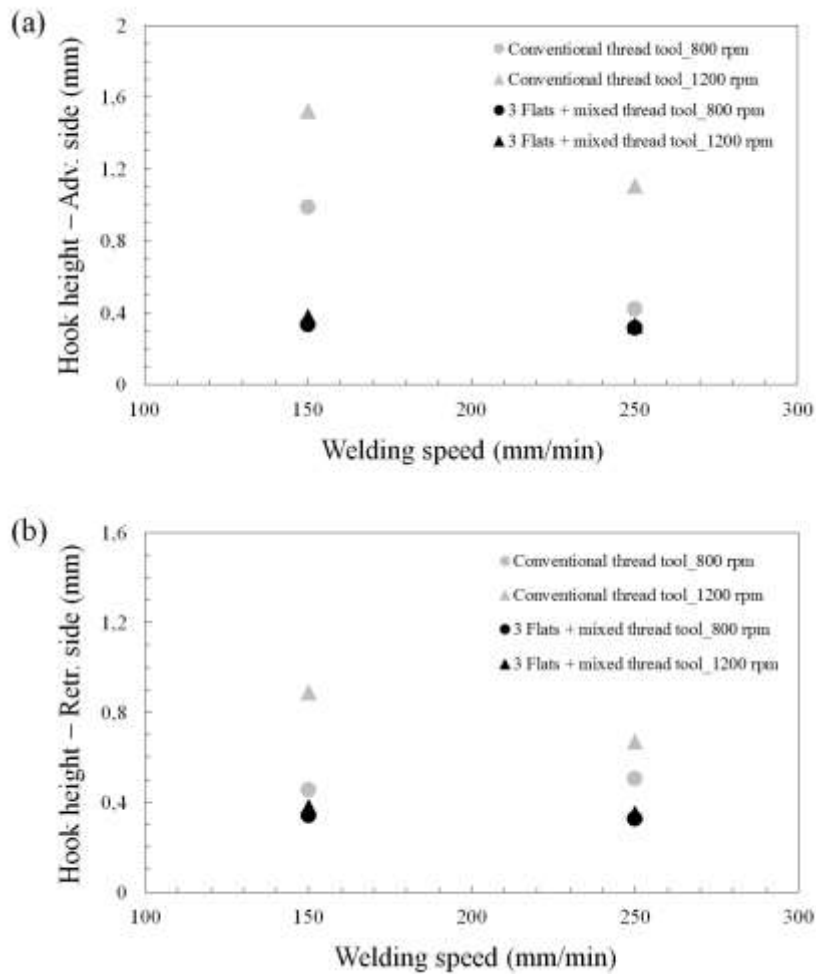 (a)
Hook height – Adv. side (mm)
2
1.6
1.2
0.8
0.4
0
100
150
200
250
300
Welding speed (mm/min)
Conventional thread tool_800 rpm
Conventional thread tool_1200 rpm
3 Flats + mixed thread tool_800 rpm
3 Flats + mixed thread tool_1200 rpm
(b)
Hook height – Retr. side (mm)
1.6
1.2
0.8
0.4
0
100
150
200
250
300
Welding speed (mm/min)
Conventional thread tool_800 rpm
Conventional thread tool_1200 rpm
3 Flats + mixed thread tool_800 rpm
3 Flats + mixed thread tool_1200 rpm